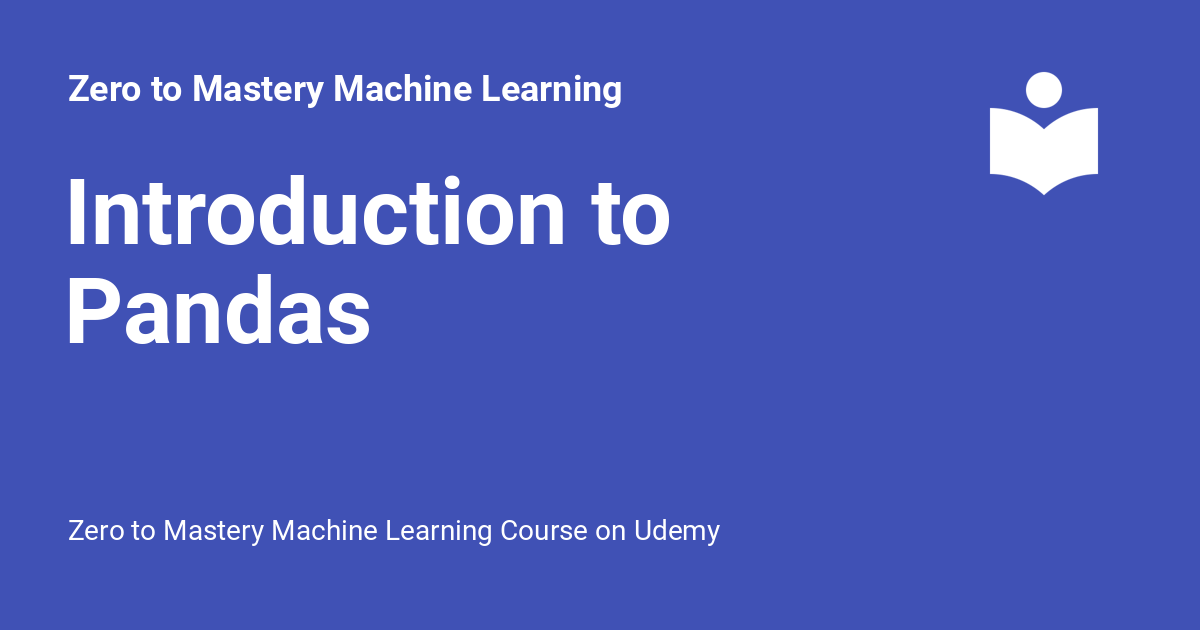 Zero to Mastery Machine Learning
Introduction to
Pandas
Zero to Mastery Machine Learning Course on Udemy